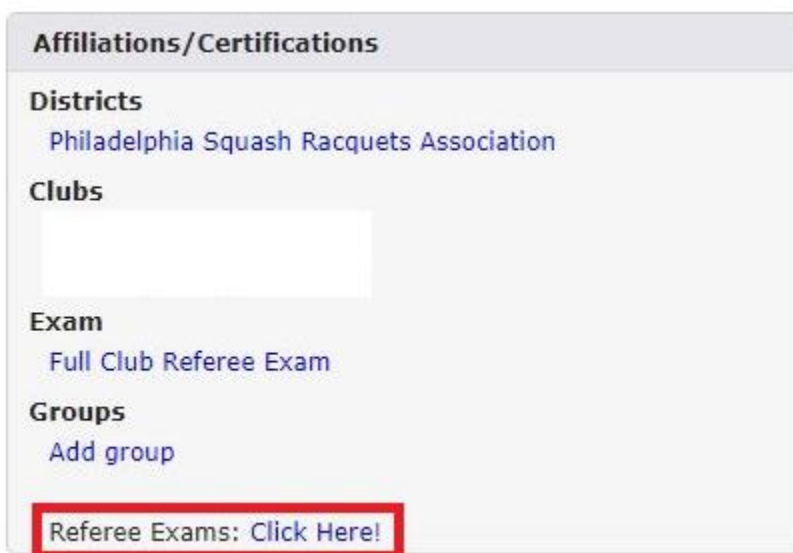 Affiliations/Certifications
Districts
Philadelphia Squash Racquets Association
Clubs
Exam
Full Club Referee Exam
Groups
Add group
Referee Exams: Click Here!